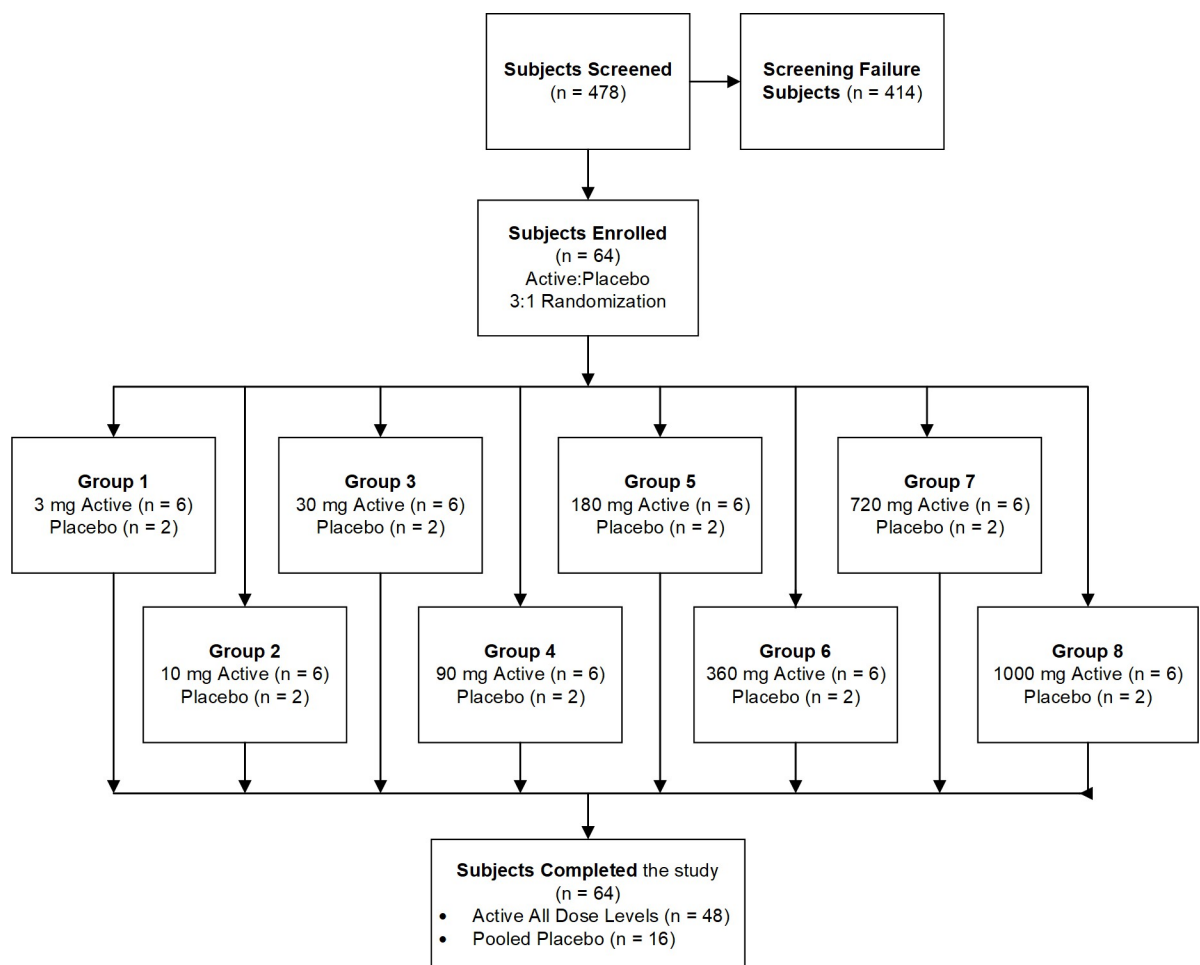 Subjects Screened
(n = 478)
Screening Failure
Subjects (n = 414)
Subjects Enrolled
(n = 64)
Active:Placebo
3:1 Randomization
Group 1
3 mg Active (n = 6)
Placebo (n = 2)
Group 3
30 mg Active (n = 6)
Placebo (n = 2)
Group 5
180 mg Active (n = 6)
Placebo (n = 2)
Group 7
720 mg Active (n = 6)
Placebo (n = 2)
Group 2
10 mg Active (n = 6)
Placebo (n = 2)
Group 4
90 mg Active (n = 6)
Placebo (n = 2)
Group 6
360 mg Active (n = 6)
Placebo (n = 2)
Group 8
1000 mg Active (n = 6)
Placebo (n = 2)
Subjects Completed the study
(n = 64)
• Active All Dose Levels (n = 48)
• Pooled Placebo (n = 16)